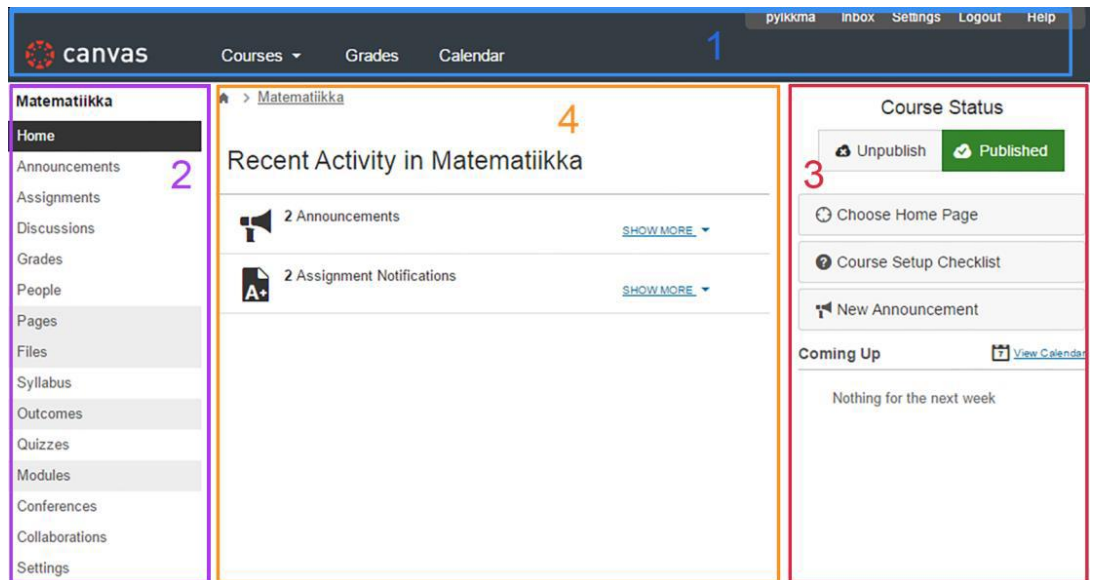 pylkkma Inbox Settings Logout Help
canvas Courses Grades Calendar 1
Matematiikka
Home
Announcements
Assignments
Discussions
Grades
People
Pages
Files
Syllabus
Outcomes
Quizzes
Modules
Conferences
Collaborations
Settings
2
> Matematiikka
4
Recent Activity in Matematiikka
2 Announcements SHOW MORE
A+ 2 Assignment Notifications SHOW MORE
Course Status
Unpublish Published
3
Choose Home Page
? Course Setup Checklist
New Announcement
Coming Up 7 View Calendar
Nothing for the next week